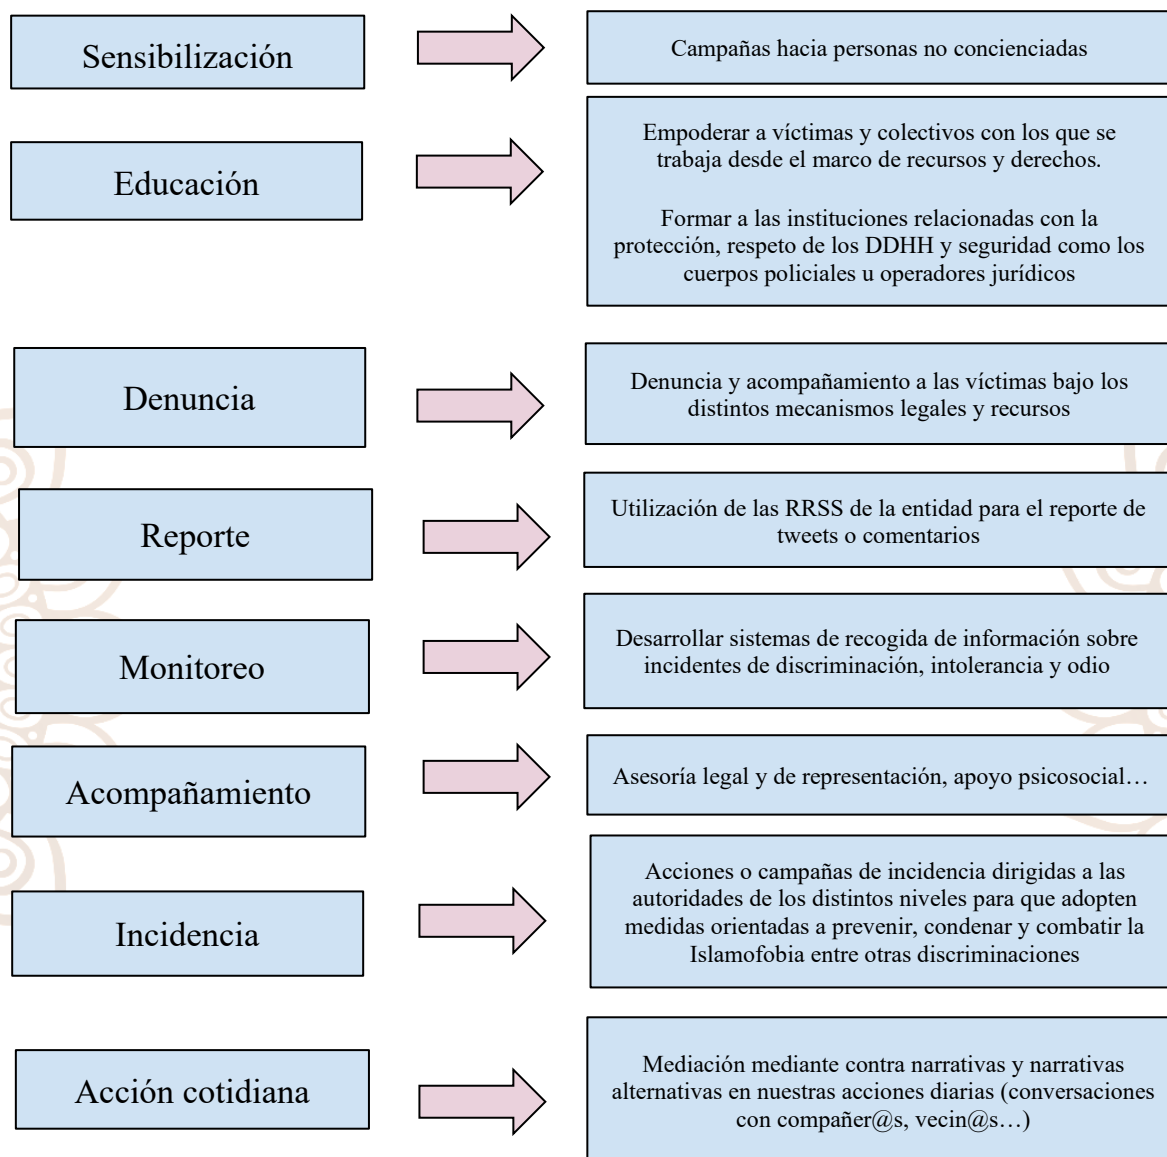 Sensibilización
Campañas hacia personas no concienciadas
Educación
Empoderar a víctimas y colectivos con los que se
trabaja desde el marco de recursos y derechos.
Formar a las instituciones relacionadas con la
protección, respeto de los DDHH y seguridad como los
cuerpos policiales u operadores jurídicos
Denuncia
Denuncia y acompañamiento a las víctimas bajo los
distintos mecanismos legales y recursos
Reporte
Utilización de las RRSS de la entidad para el reporte de
tweets o comentarios
Monitoreo
Desarrollar sistemas de recogida de información sobre
incidentes de discriminación, intolerancia y odio
Acompañamiento
Asesoría legal y de representación, apoyo psicosocial…
Incidencia
Acciones o campañas de incidencia dirigidas a las
autoridades de los distintos niveles para que adopten
medidas orientadas a prevenir, condenar y combatir la
Islamofobia entre otras discriminaciones
Acción cotidiana
Mediación mediante contra narrativas y narrativas
alternativas en nuestras acciones diarias (conversaciones
con compañer@s, vecin@s…)